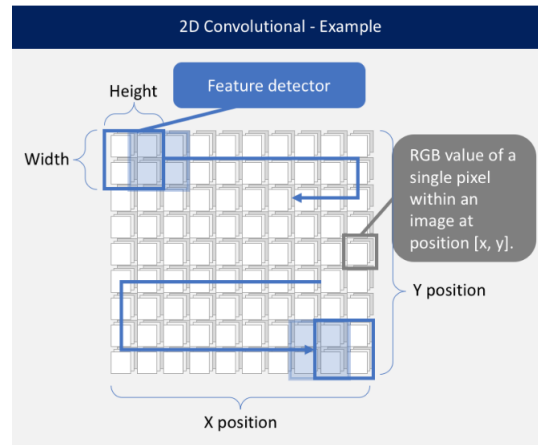 2D Convolutional - Example
Height
Feature detector
Width
RGB value of a
single pixel
within an
image at
position [x, y].
Y position
X position